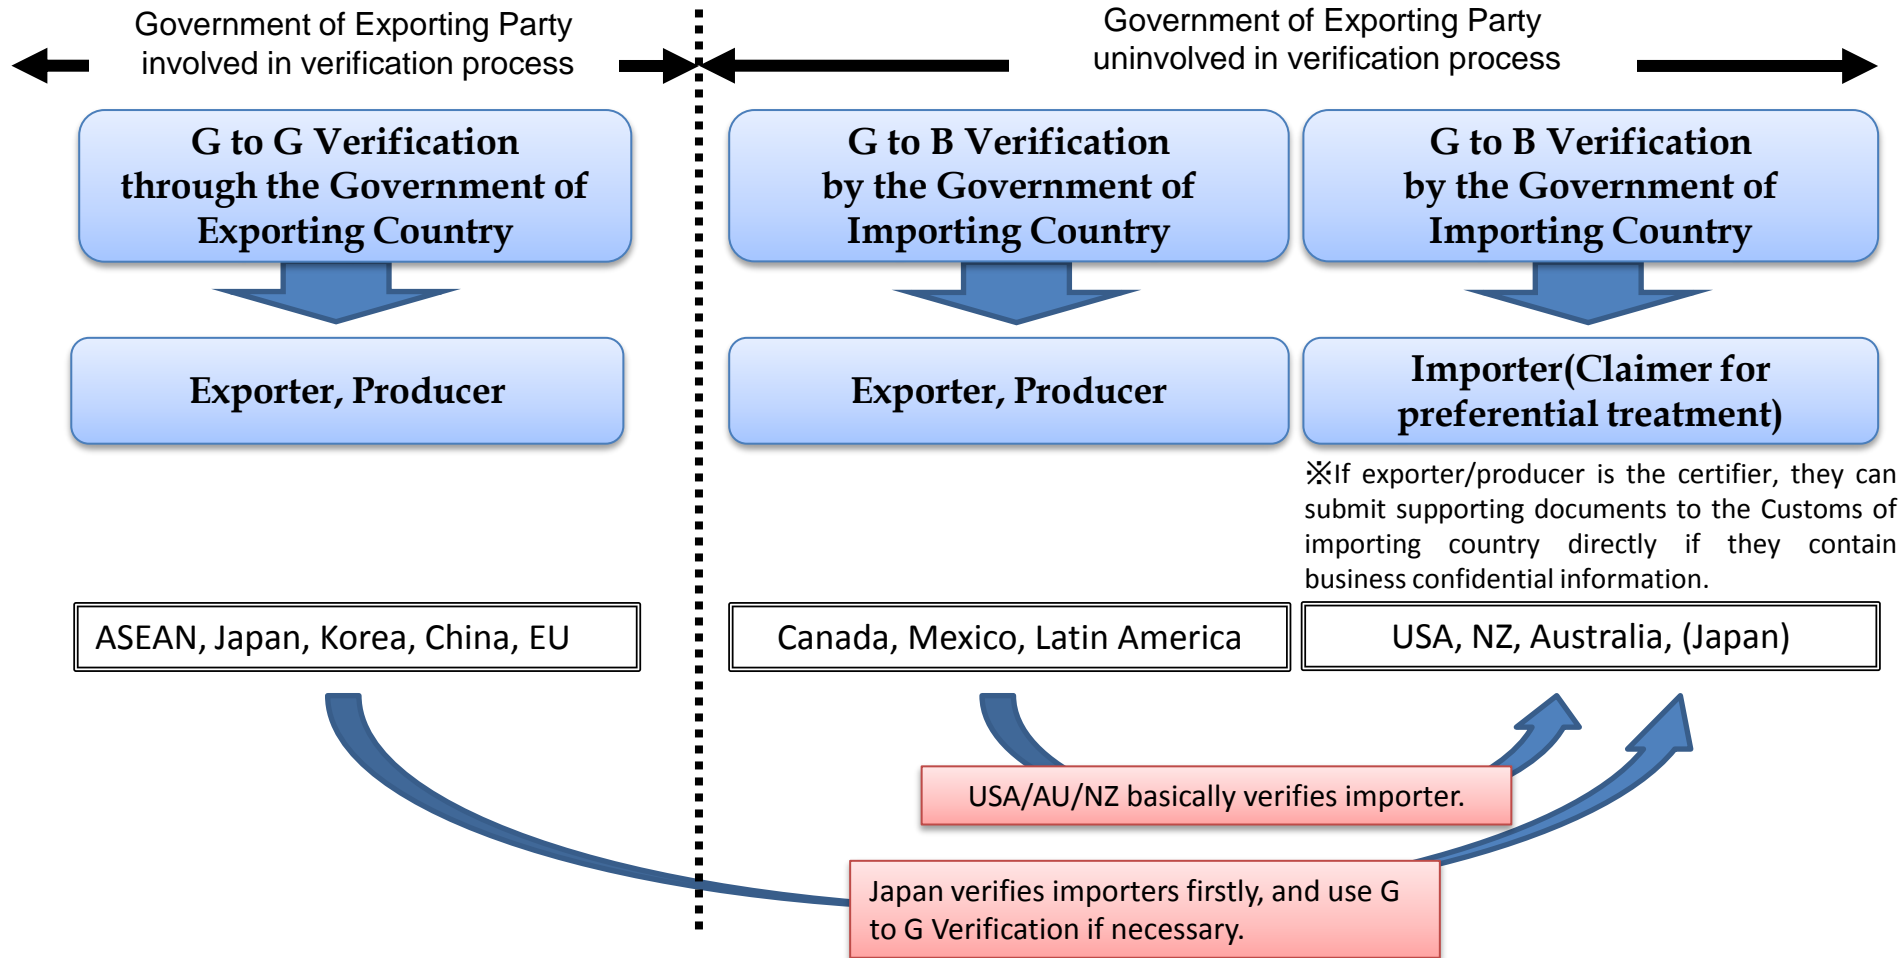 Government of Exporting Party
involved in verification process
Government of Exporting Party
uninvolved in verification process
G to G Verification
through the Government of
Exporting Country
G to B Verification
by the Government of
Importing Country
G to B Verification
by the Government of
Importing Country
Exporter, Producer
Exporter, Producer
Importer(Claimer for
preferential treatment)
※If exporter/producer is the certifier, they can
submit supporting documents to the Customs of
importing country directly if they contain
business confidential information.
ASEAN, Japan, Korea, China, EU
Canada, Mexico, Latin America
USA, NZ, Australia, (Japan)
USA/AU/NZ basically verifies importer.
Japan verifies importers firstly, and use G
to G Verification if necessary.